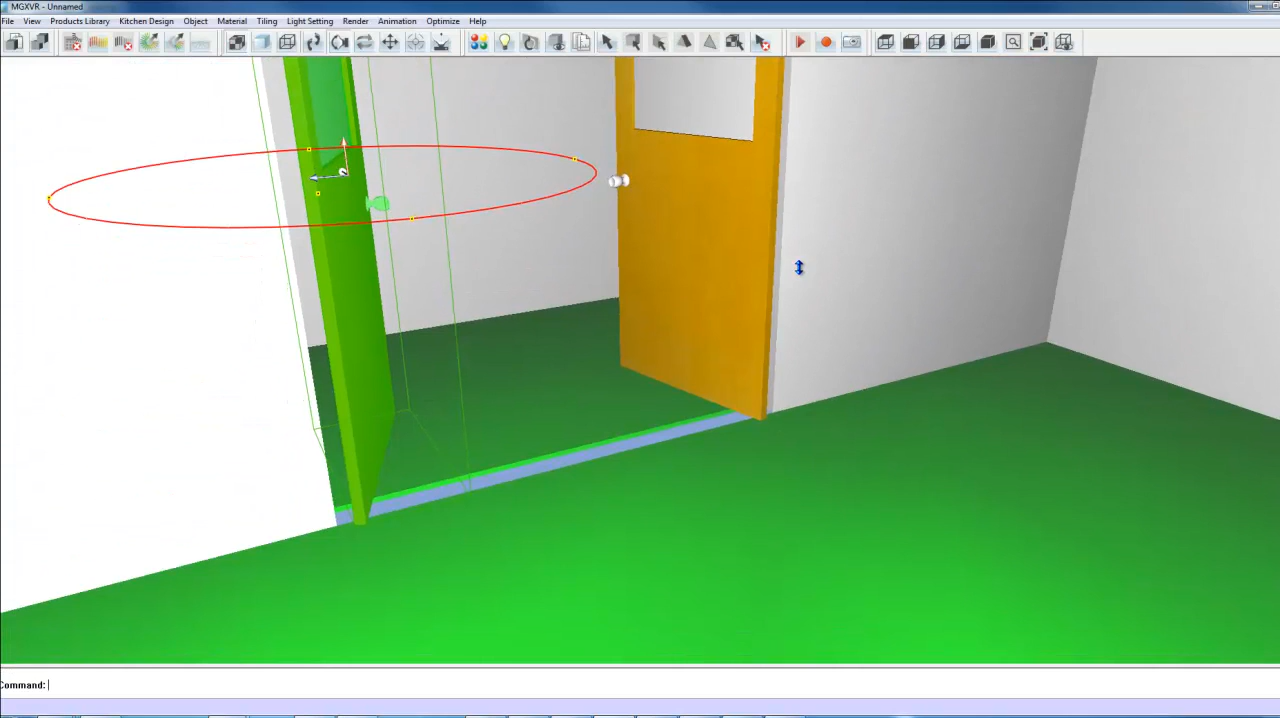 MGXVR - Unnamed
File View Products Library Kitchen Design Object Material Tiling Light Setting Render Animation Optimize Help
Command: